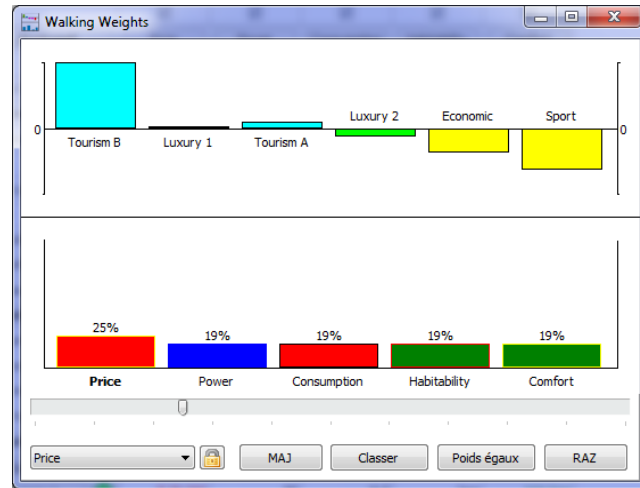 Walking Weights
Luxury 2 Economic Sport
0 0
Tourism B Luxury 1 Tourism A
25% 19% 19% 19% 19%
Price Power Consumption Habitability Comfort
Price MAJ Classer Poids égaux RAZ